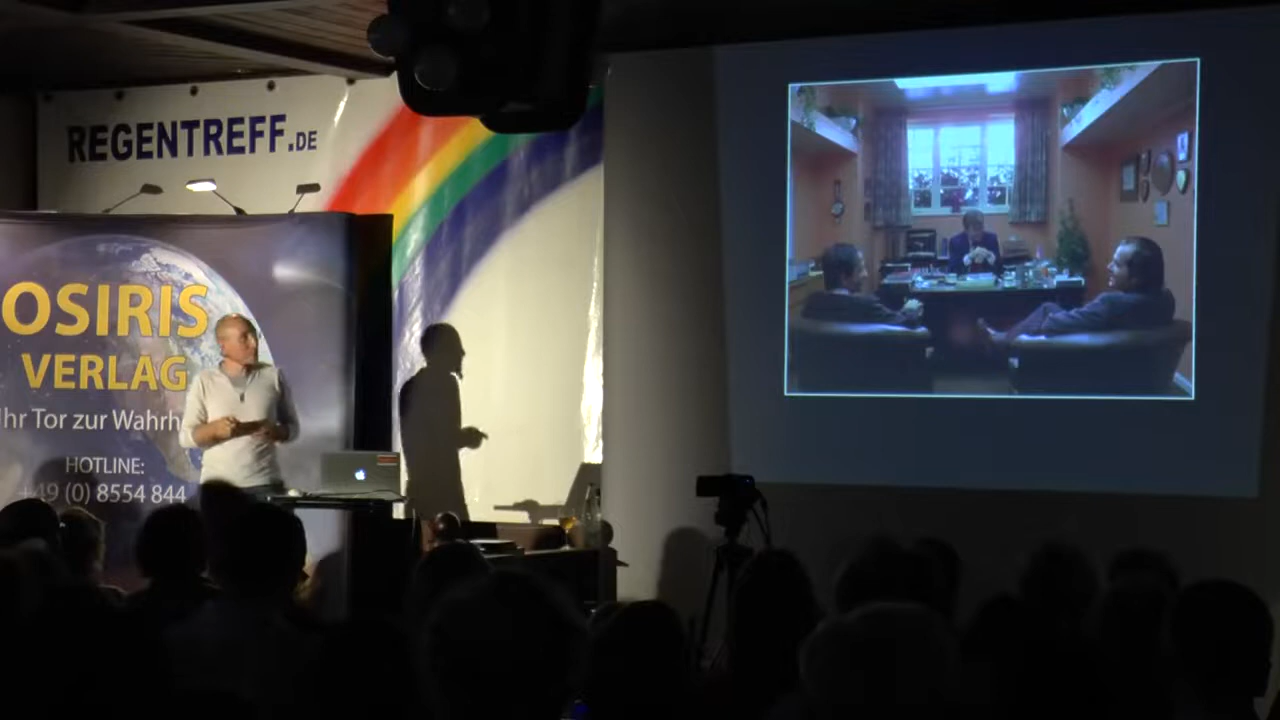 REGENTREFF.DE
OSIRIS
VERLAG
Ihr Tor zur Wahrh
HOTLINE:
+49 (0) 8554 844